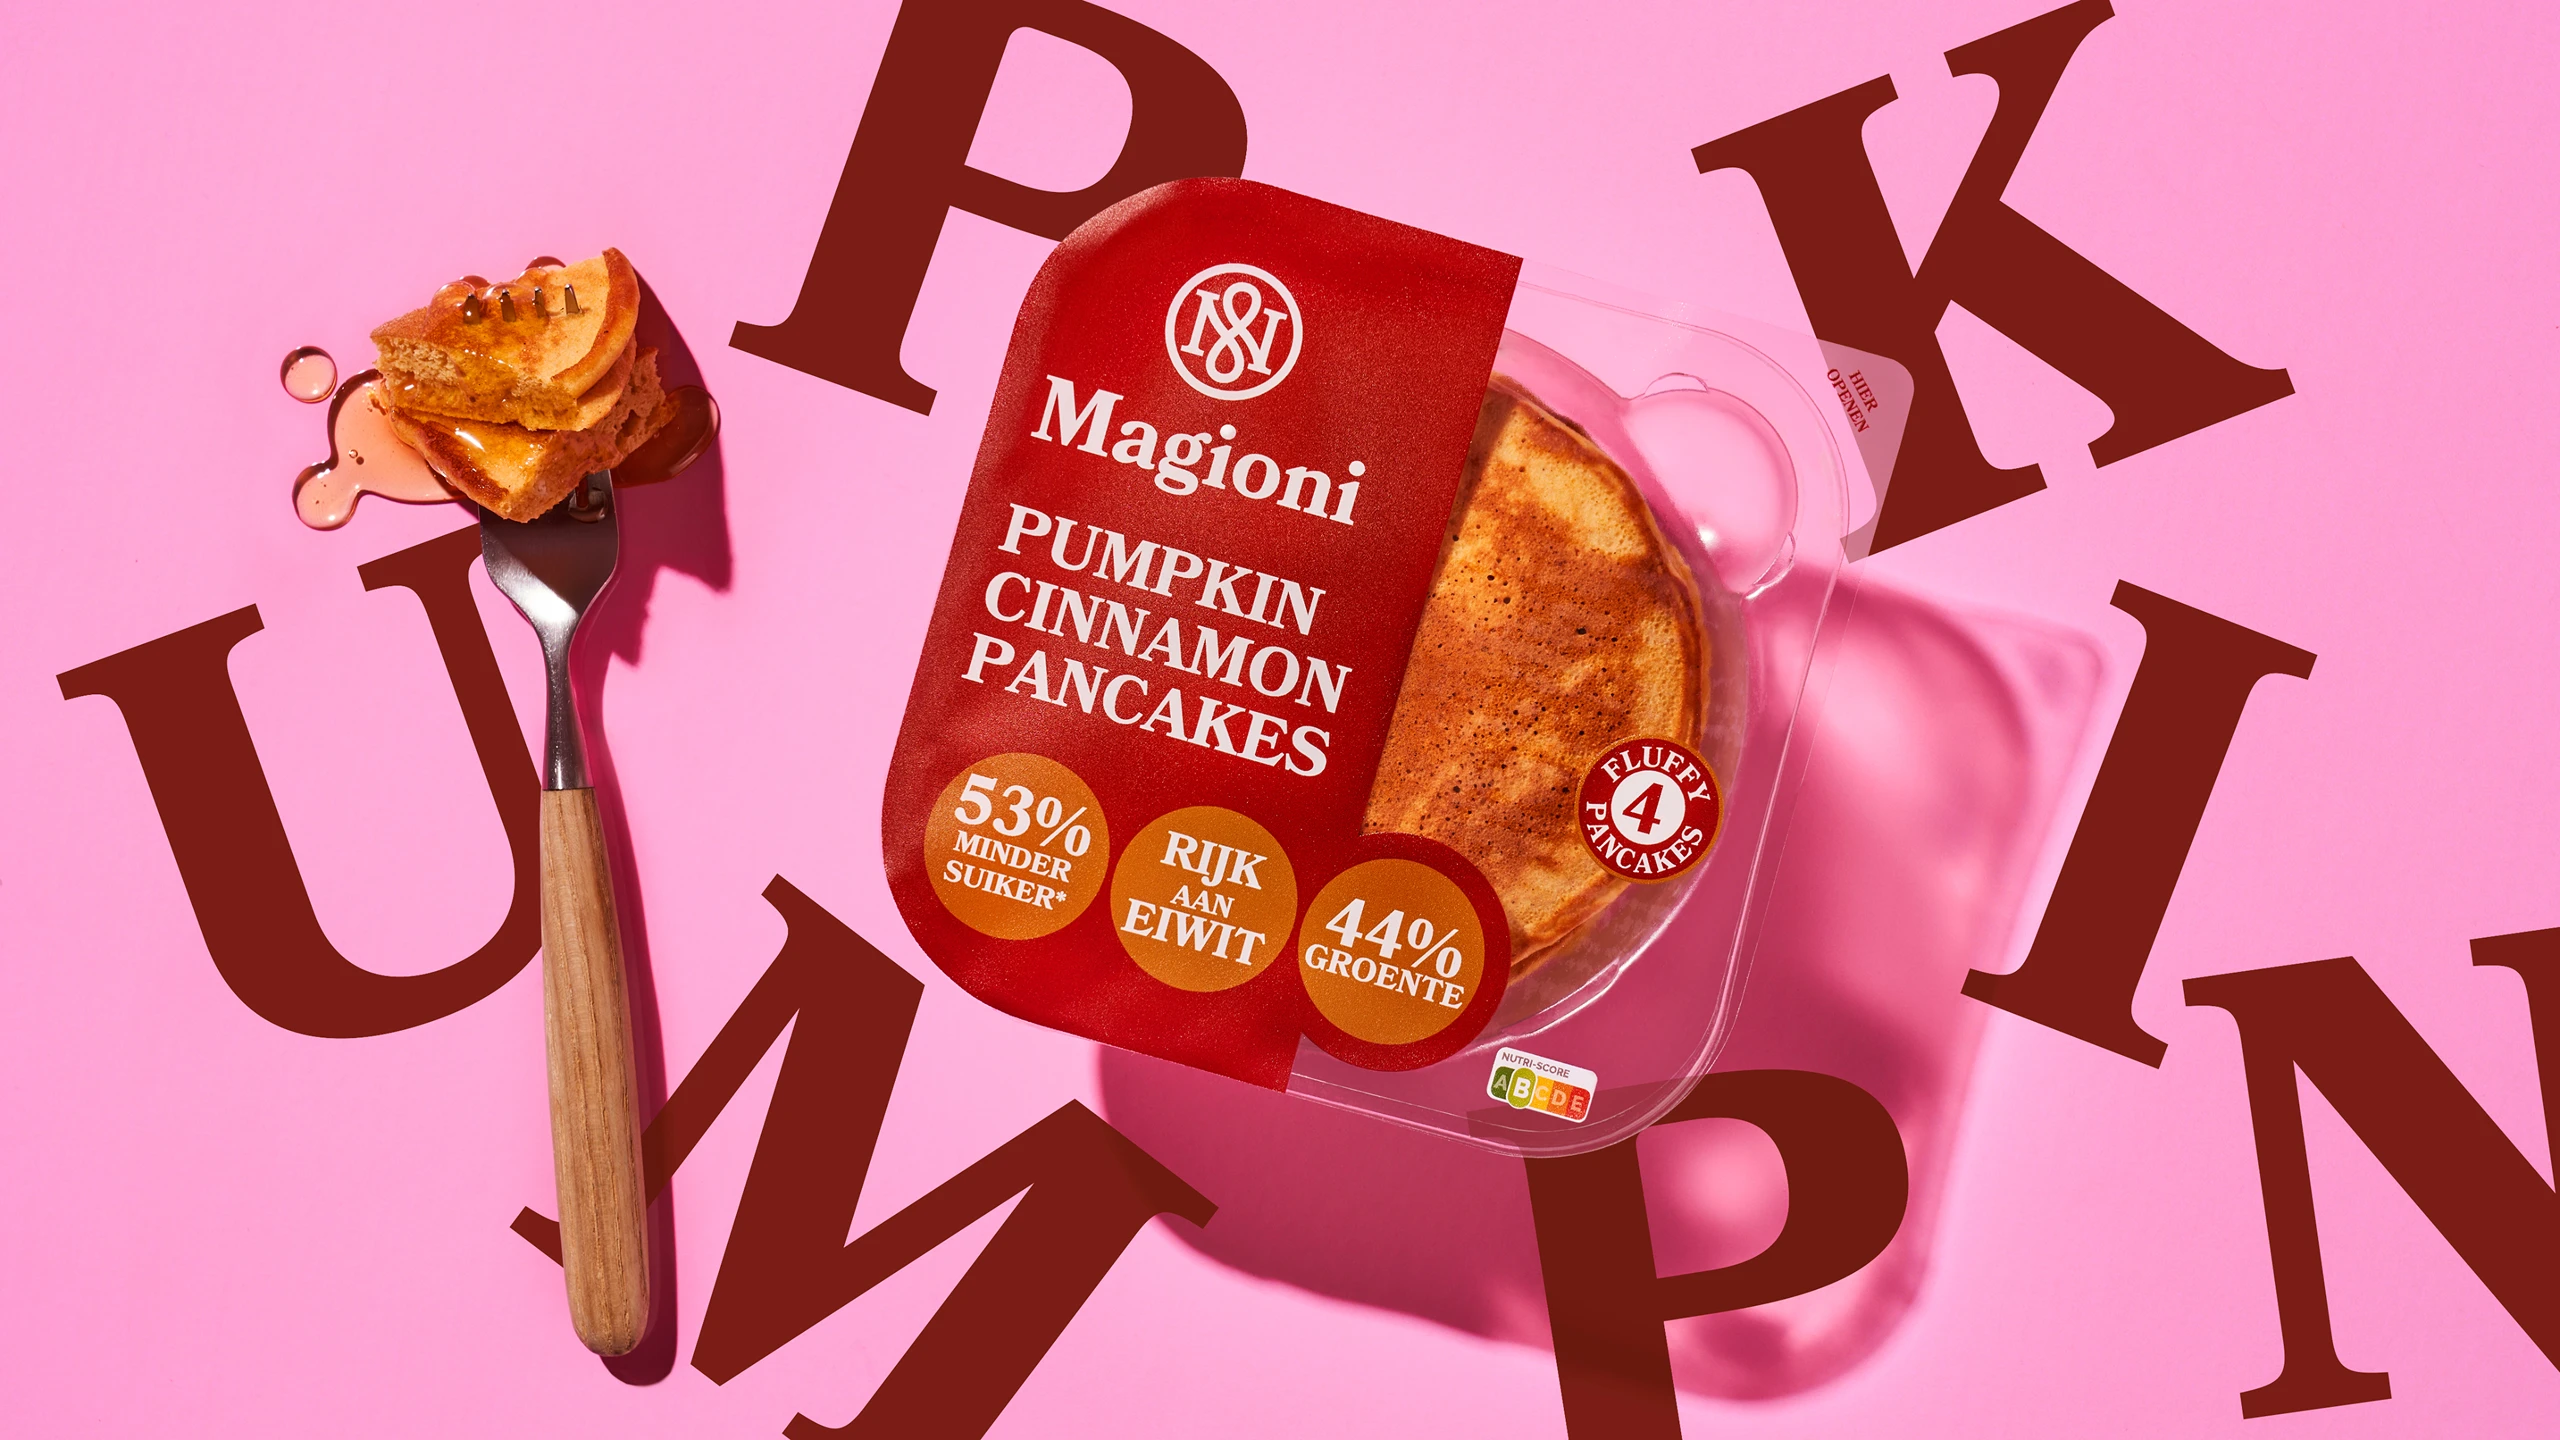 P
U
M
P
K
I
N
Magioni
PUMPKIN
CINNAMON
PANCAKES
53%
MINDER
SUIKER*
RIJK
AAN
EIWIT
44%
GROENTE
FLUFFY
4
PANCAKES
HIER
OPENEN
NUTRI-SCORE
A B C D E